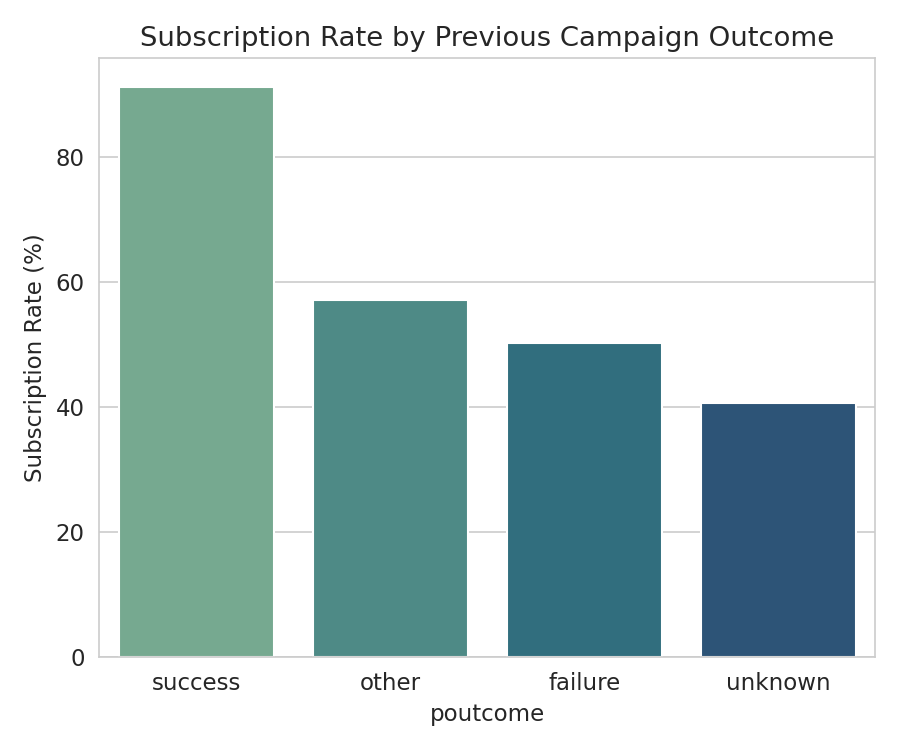 Subscription Rate by Previous Campaign Outcome
Subscription Rate (%)
80
60
40
20
0
success other failure unknown
poutcome